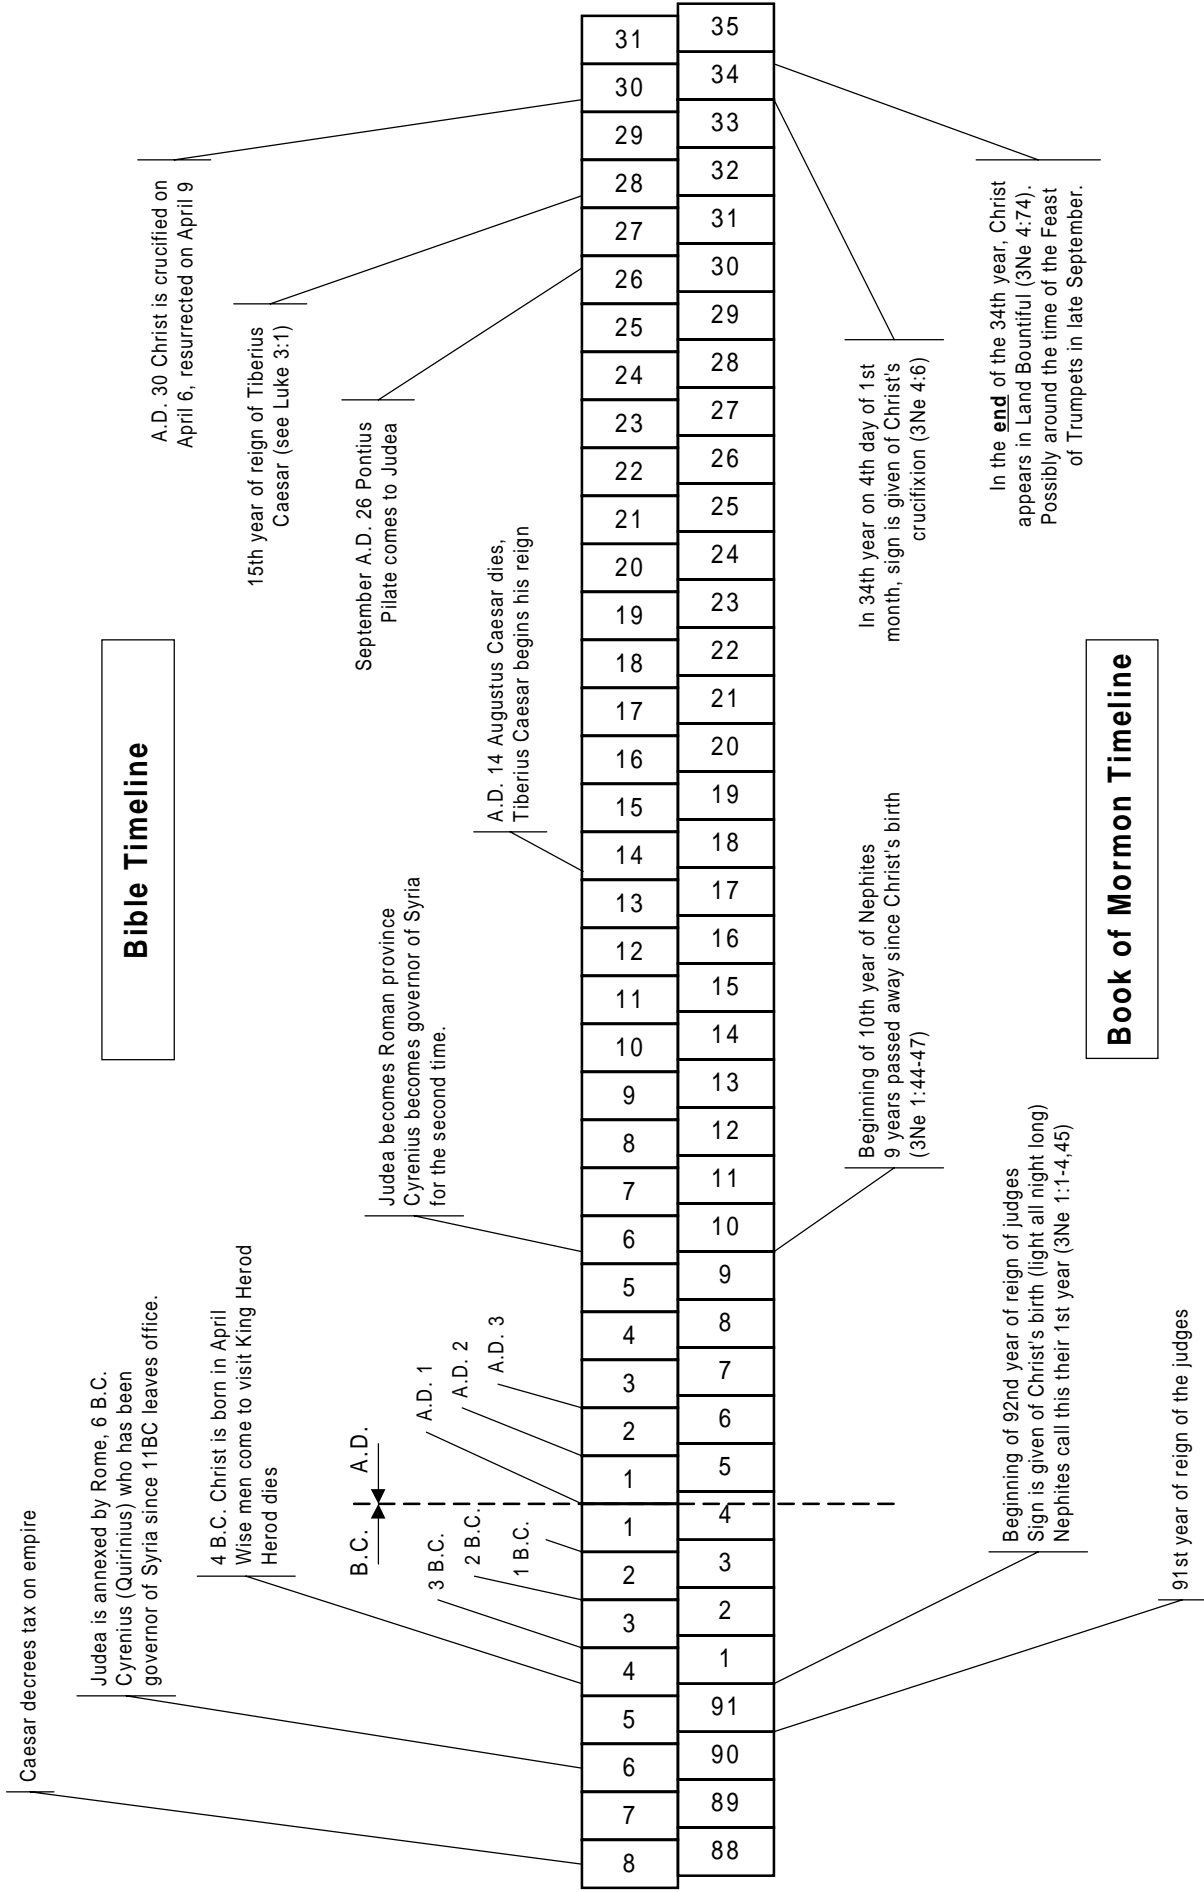 Bible Timeline
Caesar decrees tax on empire
Judea is annexed by Rome, 6 B.C.
Cyrenius (Quirinius) who has been
governor of Syria since 11BC leaves office.
4 B.C. Christ is born in April
Wise men come to visit King Herod
Herod dies
B.C.
A.D.
3 B.C.
2 B.C.
1 B.C.
A.D. 1
A.D. 2
A.D. 3
Judea becomes Roman province
Cyrenius becomes governor of Syria
for the second time.
A.D. 14 Augustus Caesar dies,
Tiberius Caesar begins his reign
September A.D. 26 Pontius
Pilate comes to Judea
15th year of reign of Tiberius
Caesar (see Luke 3:1)
A.D. 30 Christ is crucified on
April 6, resurrected on April 9
8 7 6 5 4 3 2 1 1 2 3 4 5 6 7 8 9 10 11 12 13 14 15 16 17 18 19 20 21 22 23 24 25 26 27 28 29 30 31
88 89 90 91 1 2 3 4 5 6 7 8 9 10 11 12 13 14 15 16 17 18 19 20 21 22 23 24 25 26 27 28 29 30 31 32 33 34 35
91st year of reign of the judges
Beginning of 92nd year of reign of judges
Sign is given of Christ's birth (light all night long)
Nephites call this their 1st year (3Ne 1:1-4,45)
Beginning of 10th year of Nephites
9 years passed away since Christ's birth
(3Ne 1:44-47)
In 34th year on 4th day of 1st
month, sign is given of Christ's
crucifixion (3Ne 4:6)
In the end of the 34th year, Christ
appears in Land Bountiful (3Ne 4:74).
Possibly around the time of the Feast
of Trumpets in late September.
Book of Mormon Timeline